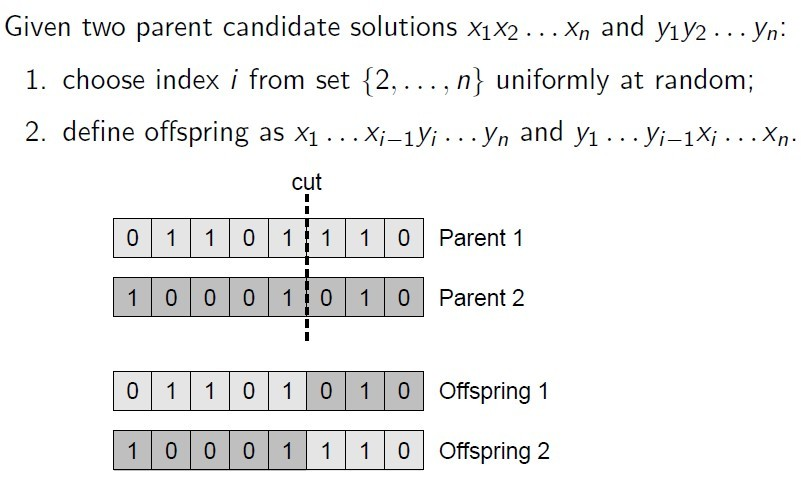 Given two parent candidate solutions x₁x₂ . . . xₙ and y₁y₂ . . . yₙ:
1. choose index i from set {2, . . . , n} uniformly at random;
2. define offspring as x₁ . . . xᵢ₋₁yᵢ . . . yₙ and y₁ . . . yᵢ₋₁xᵢ . . . xₙ.
cut
0 1 1 0 1 1 1 0 Parent 1
1 0 0 0 1 0 1 0 Parent 2
0 1 1 0 1 0 1 0 Offspring 1
1 0 0 0 1 1 1 0 Offspring 2